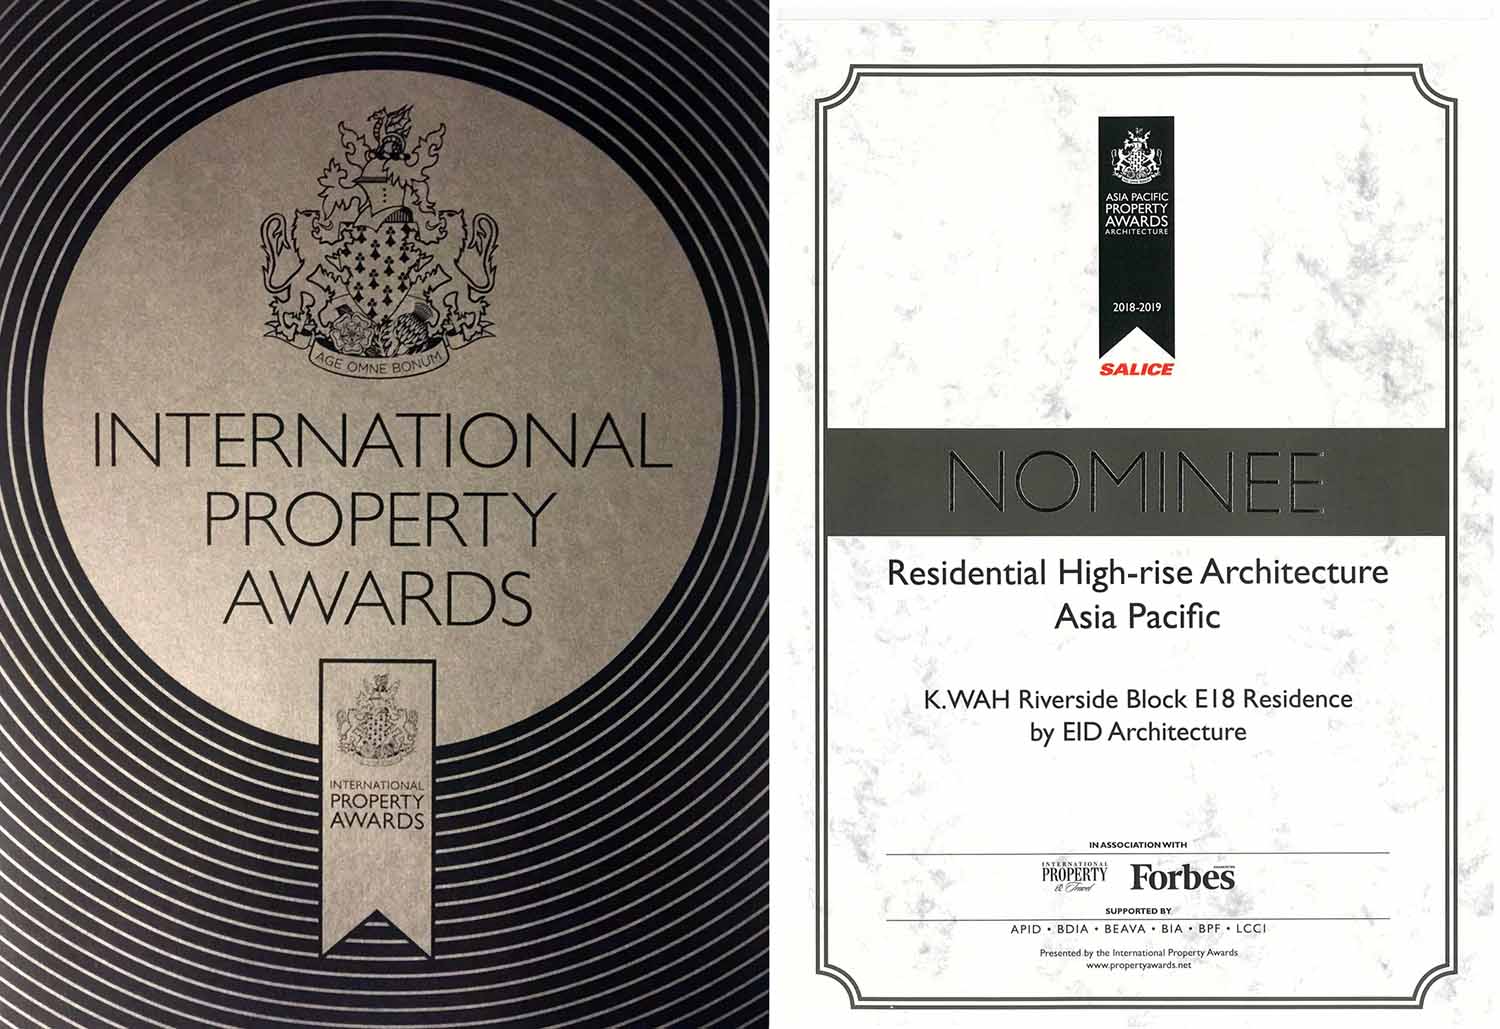 AGE OMNE BONUM
INTERNATIONAL
PROPERTY
AWARDS
INTERNATIONAL
PROPERTY
AWARDS
ASIA PACIFIC
PROPERTY
AWARDS
ARCHITECTURE
2018-2019
SALICE
NOMINEE
Residential High-rise Architecture
Asia Pacific
K.WAH Riverside Block E18 Residence
by EID Architecture
IN ASSOCIATION WITH
INTERNATIONAL
PROPERTY
& Travel
Forbes
SUPPORTED BY
APID • BDIA • BEAVA • BIA • BPF • LCCI
Presented by the International Property Awards
www.propertyawards.net